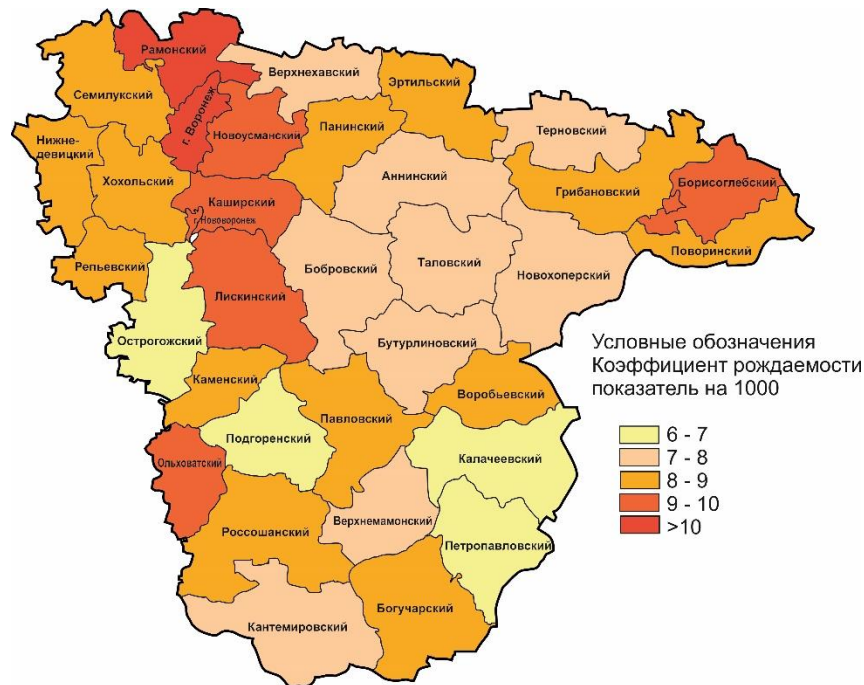 Рамонский
Верхнехавский
Эртильский
Семилукский
г. Воронеж
Новоусманский
Панинский
Терновский
Нижне-
девицкий
Хохольский
Аннинский
Грибановский
Борисоглебский
Каширский
г. Нововоронеж
Поворинский
Репьевский
Бобровский
Таловский
Новохоперский
Лискинский
Острогожский
Бутурлиновский
Условные обозначения
Коэффициент рождаемости
показатель на 1000
6 - 7
7 - 8
8 - 9
9 - 10
>10
Каменский
Воробьевский
Павловский
Подгоренский
Калачеевский
Ольховатский
Россошанский
Верхнемамонский
Петропавловский
Богучарский
Кантемировский